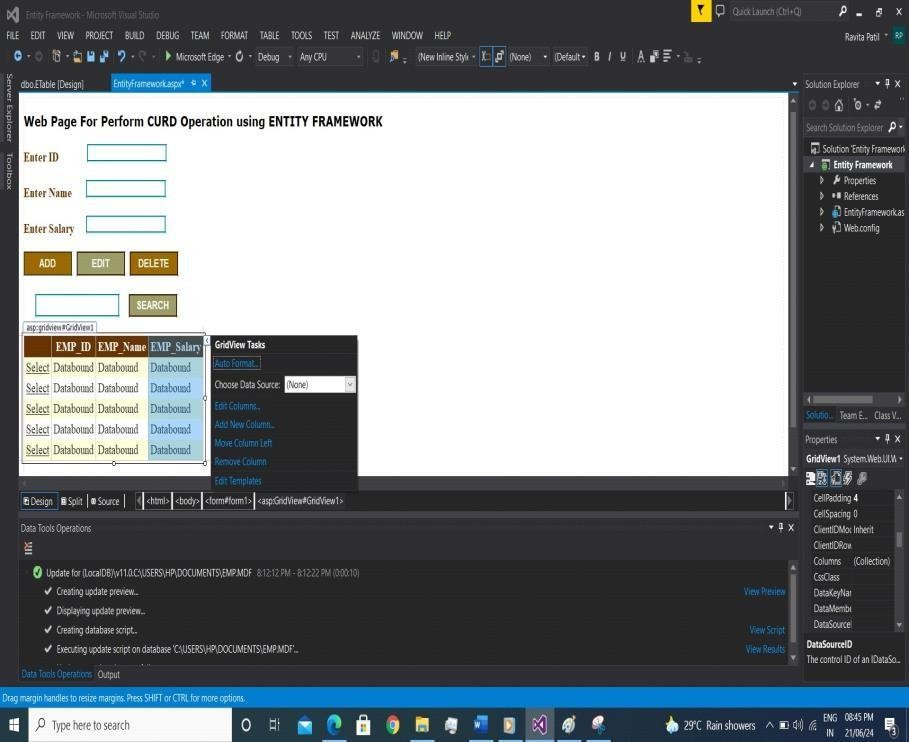 Entity Framework - Microsoft Visual Studio
Quick Launch (Ctrl+Q)
FILE EDIT VIEW PROJECT BUILD DEBUG TEAM FORMAT TABLE TOOLS TEST ANALYZE WINDOW HELP
Ravita Patil RP
Microsoft Edge Debug Any CPU (New Inline Style (None) (Default B I U A
Server Explorer
Toolbox
dbo.ETable [Design] EntityFramework.aspx*
Web Page For Perform CURD Operation using ENTITY FRAMEWORK
Enter ID
Enter Name
Enter Salary
ADD EDIT DELETE
SEARCH
asp:gridview#GridView1
EMP_ID EMP_Name EMP_Salary
Select Databound Databound Databound
Select Databound Databound Databound
Select Databound Databound Databound
Select Databound Databound Databound
Select Databound Databound Databound
GridView Tasks
Auto Format...
Choose Data Source: (None)
Edit Columns...
Add New Column...
Move Column Left
Remove Column
Edit Templates
Design Split Source <html> <body> <form#form1> <asp:GridView#GridView1>
Data Tools Operations
Update for (LocalDB)\v11.0.C:\USERS\HP\DOCUMENTS\EMP.MDF 8:12:12 PM - 8:12:22 PM (0:00:10)
Creating update preview... View Preview
Displaying update preview...
Creating database script... View Script
Executing update script on database 'C:\USERS\HP\DOCUMENTS\EMP.MDF'... View Results
Data Tools Operations Output
Solution Explorer
Search Solution Explorer
Solution 'Entity Framework
Entity Framework
Properties
References
EntityFramework.as
Web.config
Solutio... Team E... Class V...
Properties
GridView1 System.Web.UI.W
CellPadding 4
CellSpacing 0
ClientIDMo Inherit
ClientIDRow
Columns (Collection)
CssClass
DataKeyNar
DataMembe
DataSource
DataSourceID
The control ID of an IDataSo...
Drag margin handles to resize margins. Press SHIFT or CTRL for more options.
Type here to search
29°C Rain showers
ENG
IN
08:45 PM
21/06/24
3